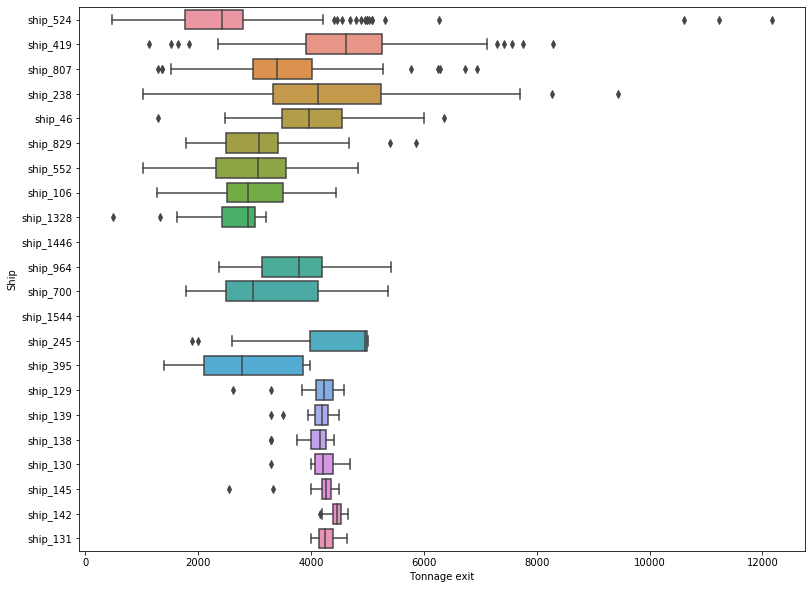 ship_524
ship_419
ship_807
ship_238
ship_46
ship_829
ship_552
ship_106
ship_1328
ship_1446
ship_964
ship_700
ship_1544
ship_245
ship_395
ship_129
ship_139
ship_138
ship_130
ship_145
ship_142
ship_131
Ship
0 2000 4000 6000 8000 10000 12000
Tonnage exit